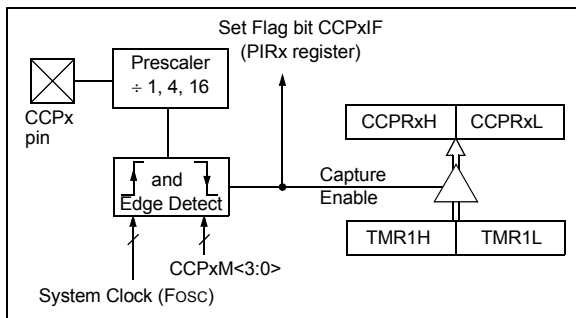 Set Flag bit CCPxIF
(PIRx register)
Prescaler
÷ 1, 4, 16
CCPx
pin
CCPRxH CCPRxL
and
Edge Detect
Capture
Enable
TMR1H TMR1L
CCPxM<3:0>
System Clock (FOSC)